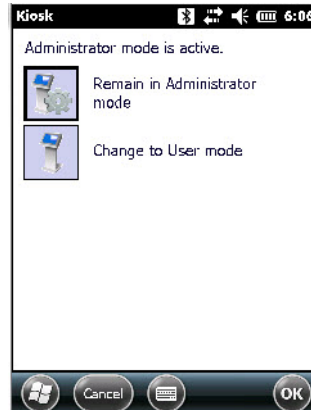 Kiosk 6:06
Administrator mode is active.
Remain in Administrator
mode
Change to User mode
Cancel
OK